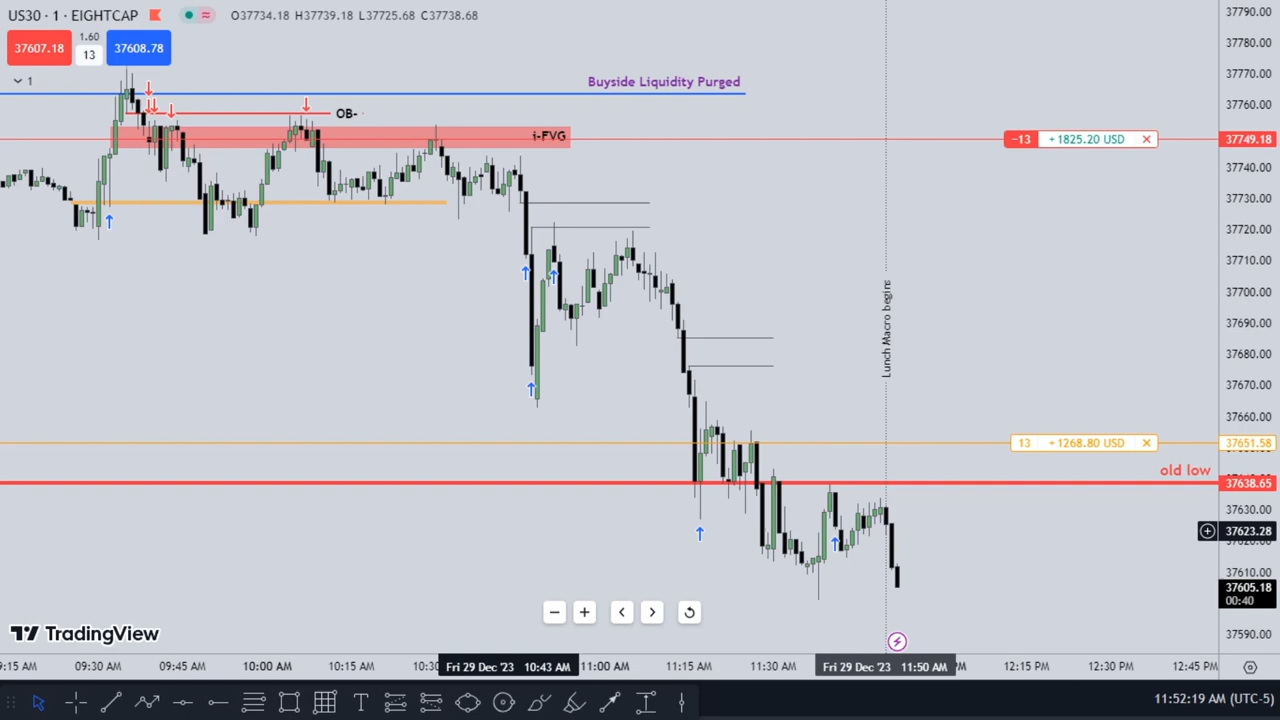 US30 · 1 · EIGHTCAP O37734.18 H37739.18 L37725.68 C37738.68
37607.18 1.60 13 37608.78
1
Buyside Liquidity Purged
OB-
i-FVG
-13 +1825.20 USD
Lunch Macro begins
13 +1268.80 USD
old low
37790.00
37780.00
37770.00
37760.00
37749.18
37740.00
37730.00
37720.00
37710.00
37700.00
37690.00
37680.00
37670.00
37660.00
37651.58
37638.65
37630.00
37623.28
37610.00
37605.18
00:40
37590.00
TradingView
9:15 AM 09:30 AM 09:45 AM 10:00 AM 10:15 AM 10:30 Fri 29 Dec '23 10:43 AM 11:00 AM 11:15 AM 11:30 AM Fri 29 Dec '23 11:50 AM 12:15 PM 12:30 PM 12:45 PM
11:52:19 AM (UTC-5)